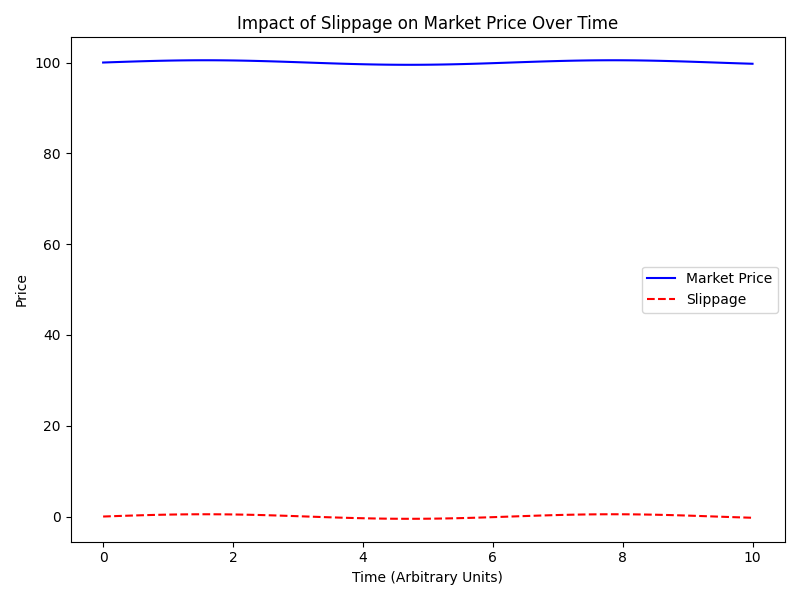 Impact of Slippage on Market Price Over Time
100
80
60
40
20
0
Price
Market Price
Slippage
0 2 4 6 8 10
Time (Arbitrary Units)